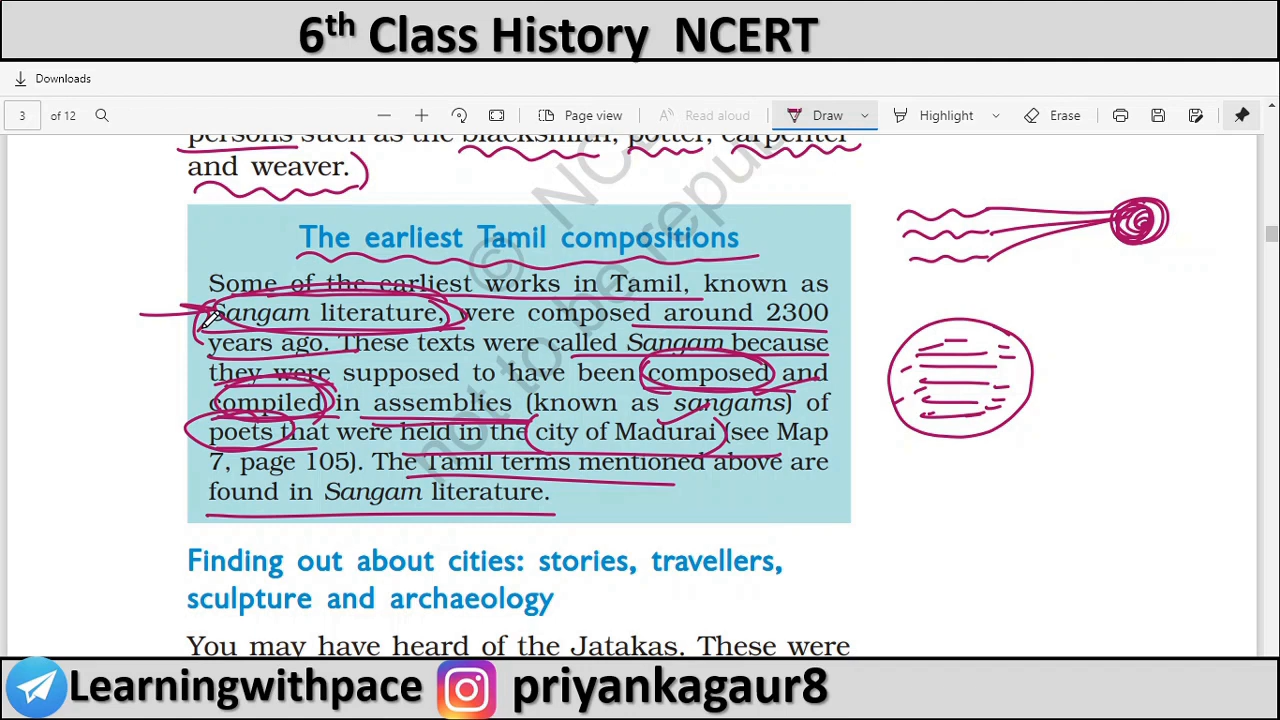 6th Class History NCERT
Downloads
3 of 12 Page view Read aloud Draw Highlight Erase
persons such as the blacksmith, potter, carpenter
and weaver.
The earliest Tamil compositions
Some of the earliest works in Tamil, known as
Sangam literature, were composed around 2300
years ago. These texts were called Sangam because
they were supposed to have been composed and
compiled in assemblies (known as sangams) of
poets that were held in the city of Madurai (see Map
7, page 105). The Tamil terms mentioned above are
found in Sangam literature.
© NC
not to be repub
Finding out about cities: stories, travellers,
sculpture and archaeology
You may have heard of the Jatakas. These were
Learningwithpace priyankagaur8